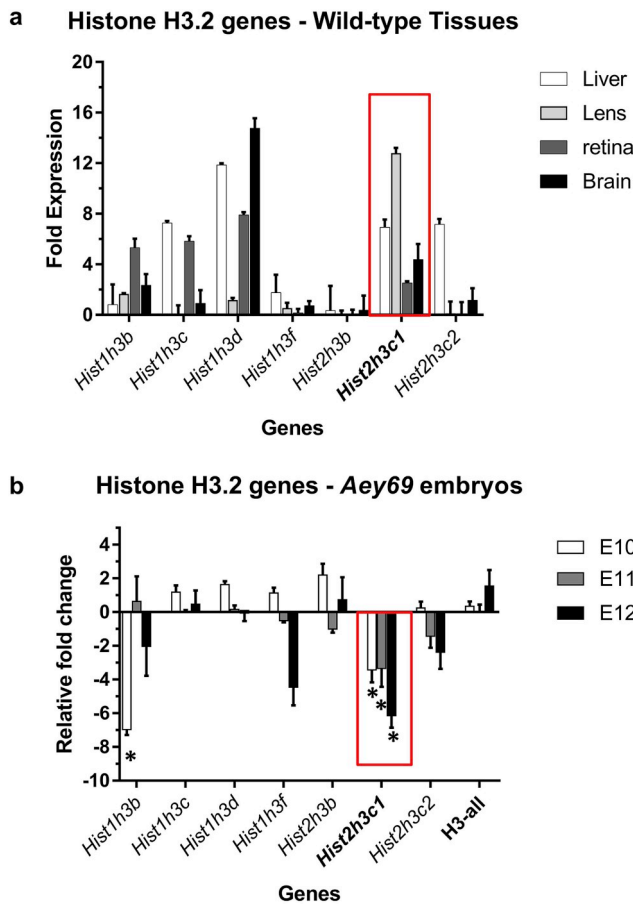 a
Histone H3.2 genes - Wild-type Tissues
Fold Expression
20
16
12
8
4
0
Liver
Lens
retina
Brain
Hist1h3b
Hist1h3c
Hist1h3d
Hist1h3f
Hist2h3b
Hist2h3c1
Hist2h3c2
Genes
b
Histone H3.2 genes - Aey69 embryos
Relative fold change
4
2
0
-2
-4
-6
-8
-10
E10
E11
E12
*
* * *
Hist1h3b
Hist1h3c
Hist1h3d
Hist1h3f
Hist2h3b
Hist2h3c1
Hist2h3c2
H3-all
Genes